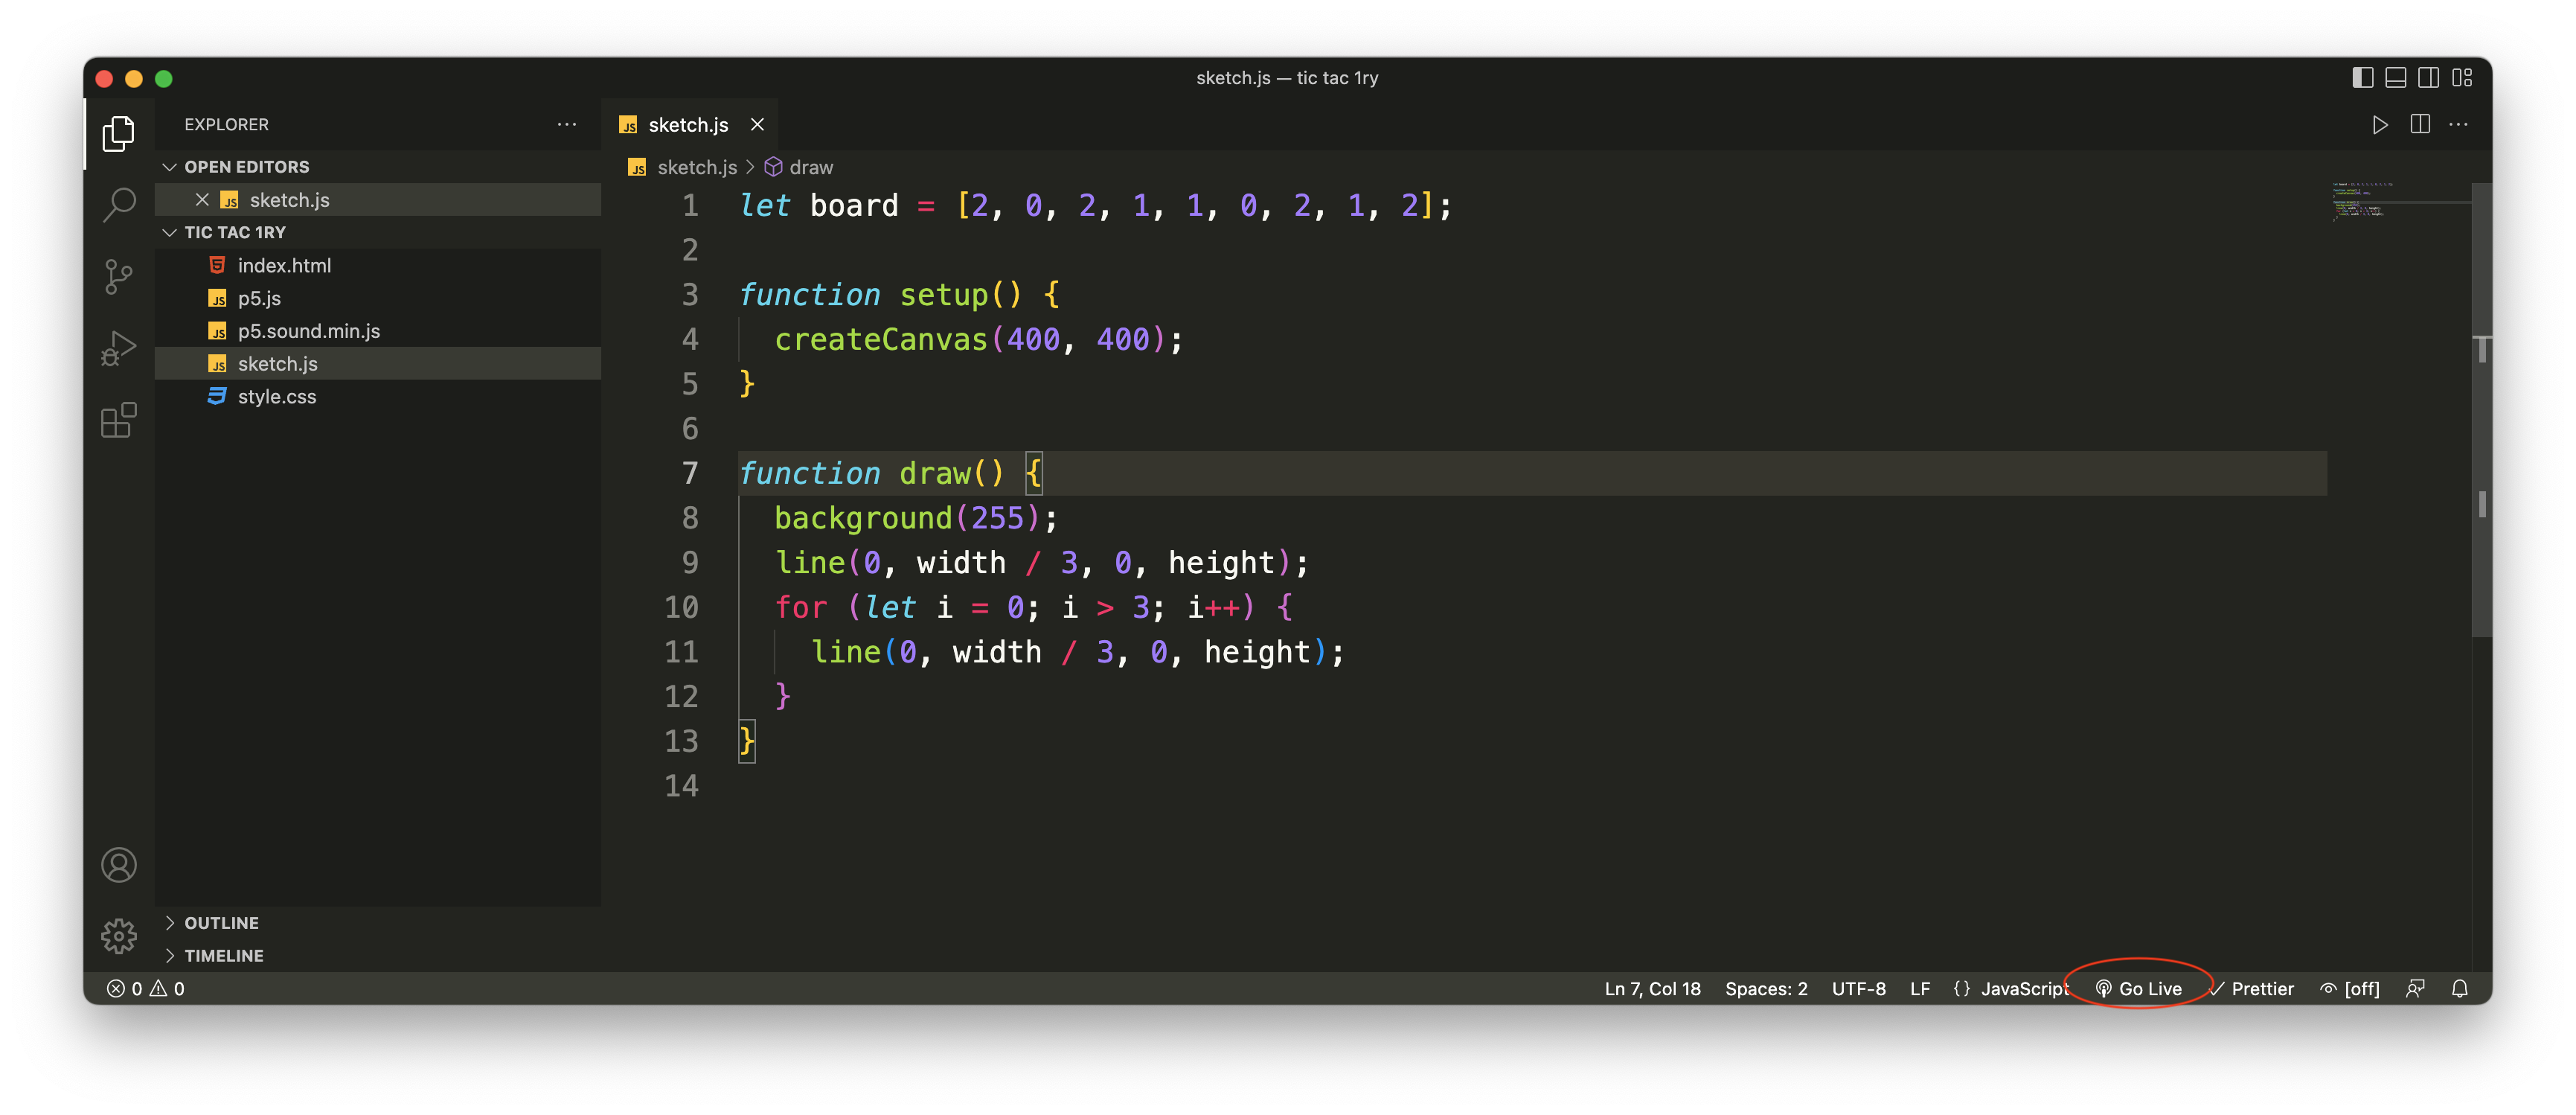 sketch.js — tic tac 1ry
EXPLORER
OPEN EDITORS
sketch.js
TIC TAC 1RY
index.html
p5.js
p5.sound.min.js
sketch.js
style.css
OUTLINE
TIMELINE
sketch.js
sketch.js > draw
1 let board = [2, 0, 2, 1, 1, 0, 2, 1, 2];
2
3 function setup() {
4 createCanvas(400, 400);
5 }
6
7 function draw() {
8 background(255);
9 line(0, width / 3, 0, height);
10 for (let i = 0; i > 3; i++) {
11 line(0, width / 3, 0, height);
12 }
13 }
14
0 0 Ln 7, Col 18 Spaces: 2 UTF-8 LF {} JavaScript Go Live Prettier [off]